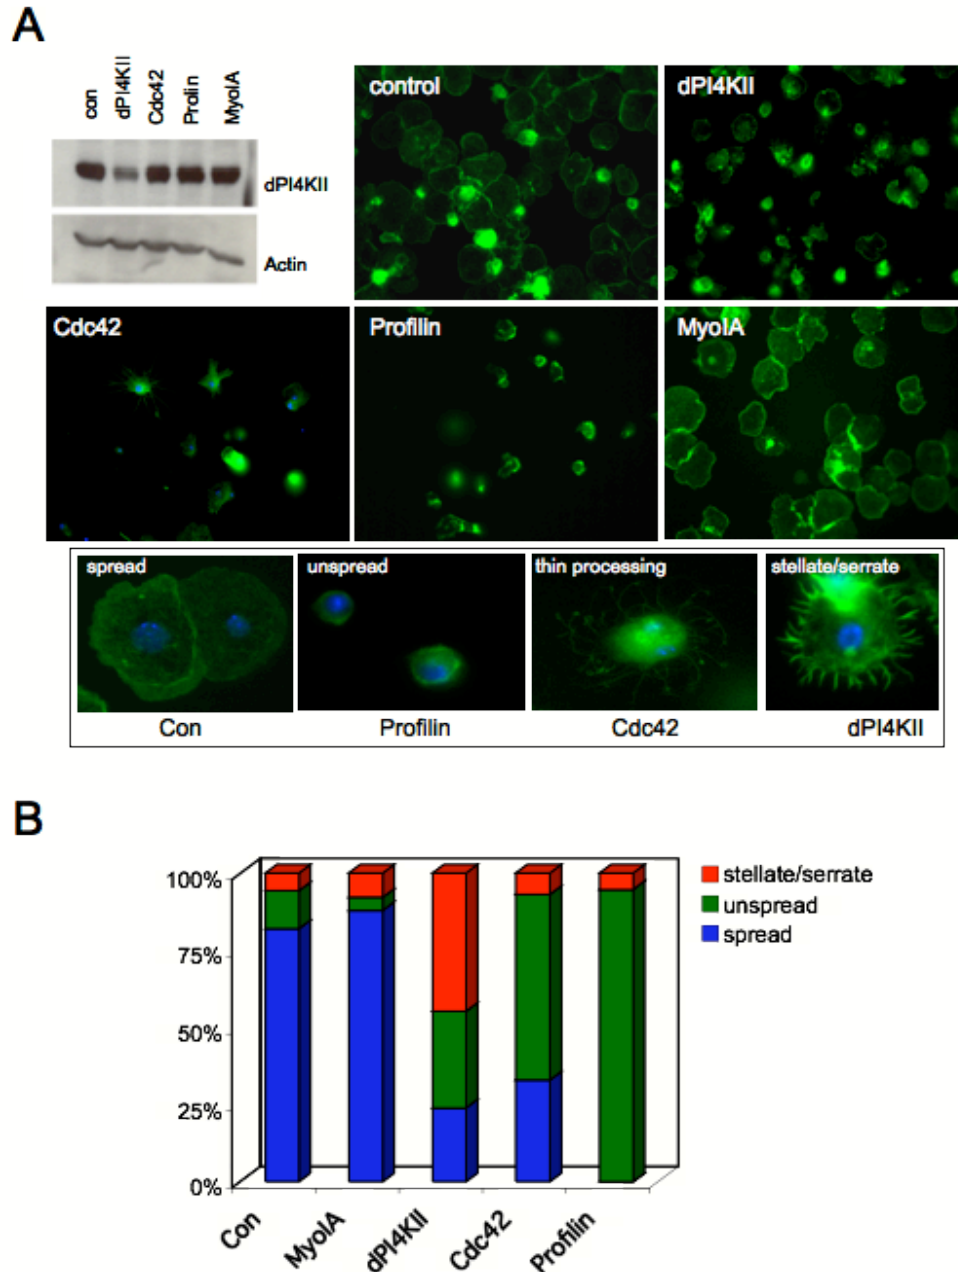 A
con
dPI4KII
Cdc42
Prolin
MyoIA
dPI4KII
Actin
control
dPI4KII
Cdc42
Profilin
MyoIA
spread
unspread
thin processing
stellate/serrate
Con
Profilin
Cdc42
dPI4KII
B
100%
75%
50%
25%
0%
Con
MyoIA
dPI4KII
Cdc42
Profilin
stellate/serrate
unspread
spread